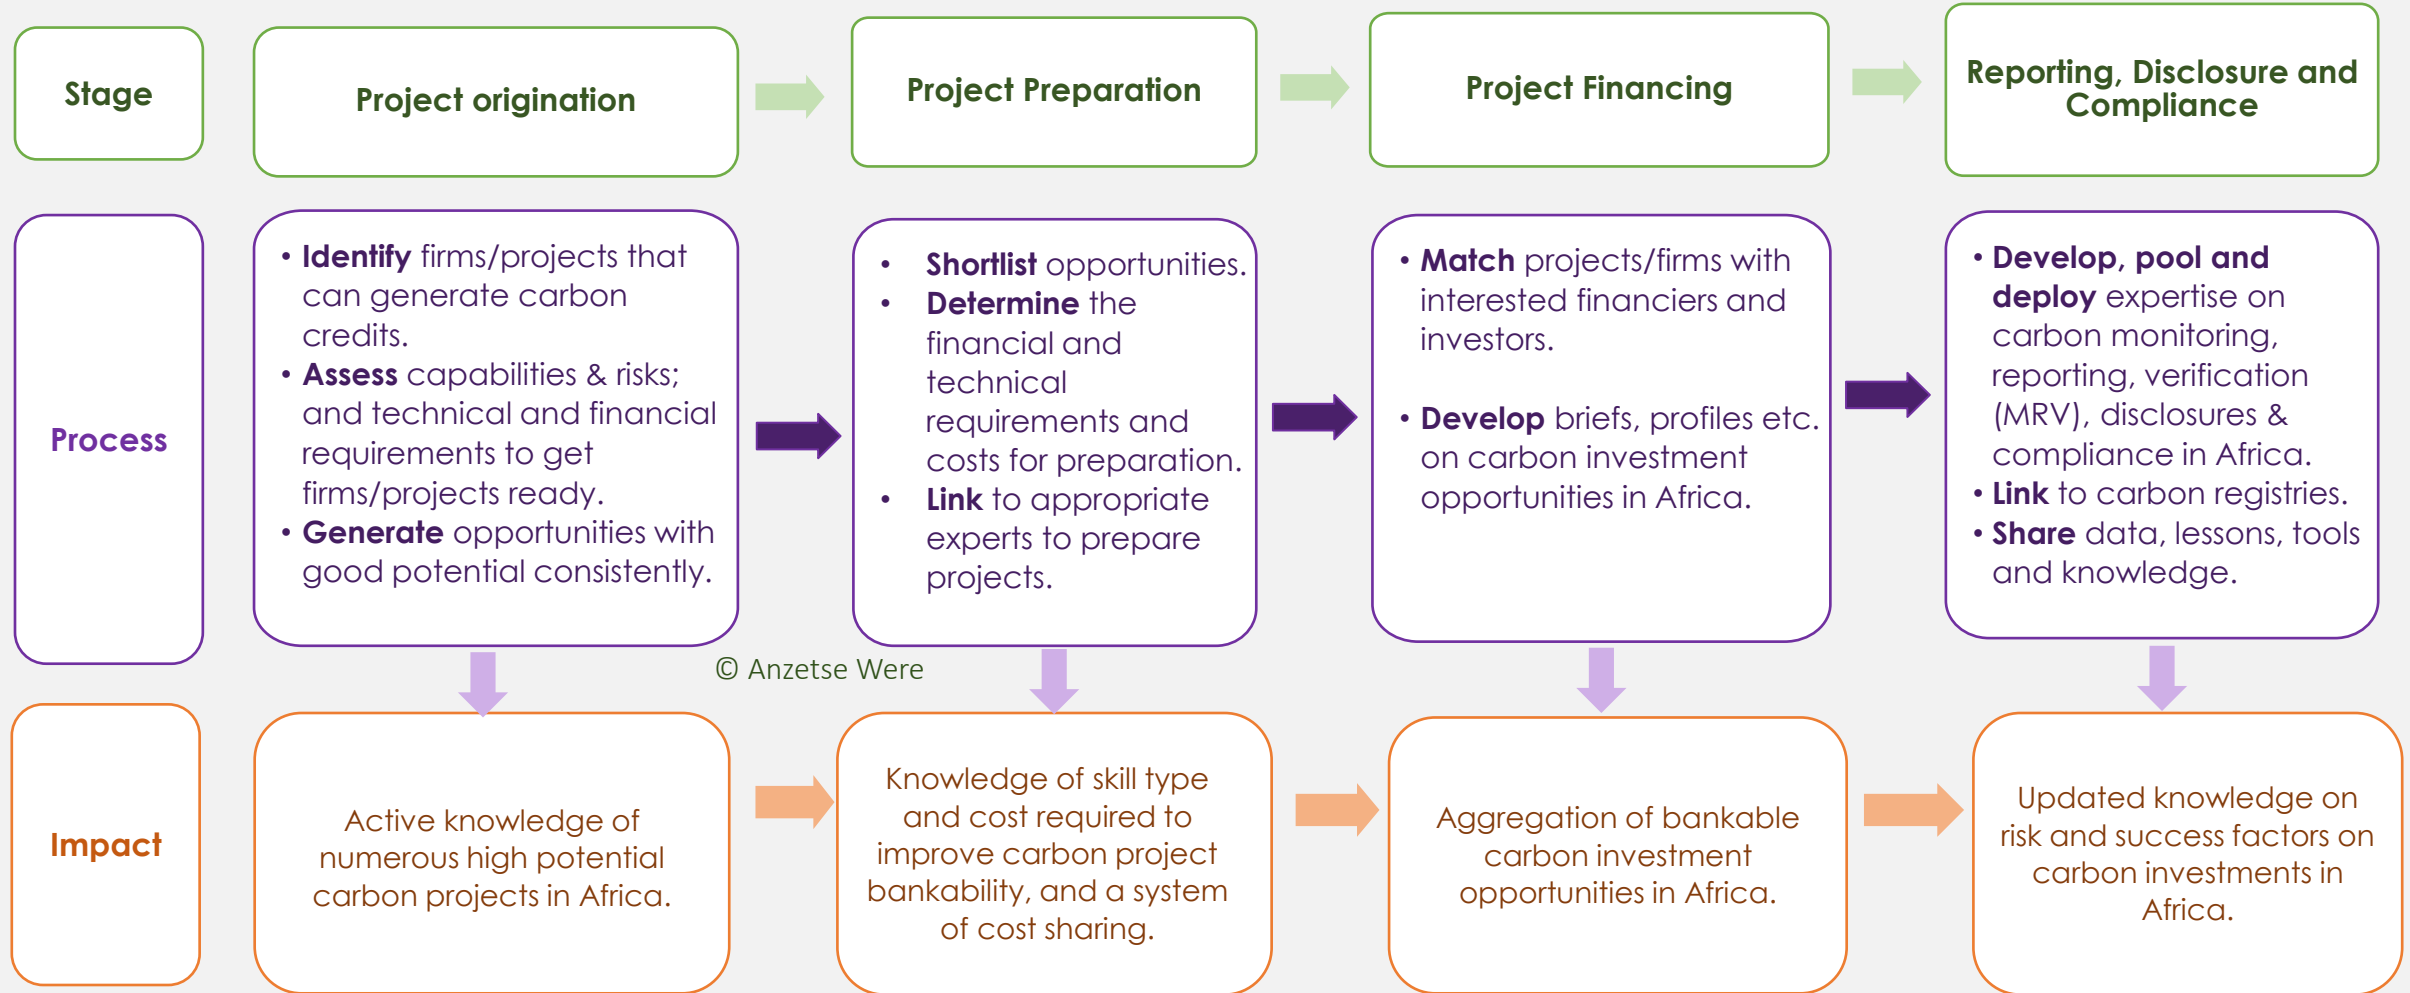 Stage
Project origination
Project Preparation
Project Financing
Reporting, Disclosure and
Compliance
Process
• Identify firms/projects that
can generate carbon
credits.
• Assess capabilities & risks;
and technical and financial
requirements to get
firms/projects ready.
• Generate opportunities with
good potential consistently.
• Shortlist opportunities.
• Determine the
financial and
technical
requirements and
costs for preparation.
• Link to appropriate
experts to prepare
projects.
• Match projects/firms with
interested financiers and
investors.
• Develop briefs, profiles etc.
on carbon investment
opportunities in Africa.
• Develop, pool and
deploy expertise on
carbon monitoring,
reporting, verification
(MRV), disclosures &
compliance in Africa.
• Link to carbon registries.
• Share data, lessons, tools
and knowledge.
© Anzetse Were
Impact
Active knowledge of
numerous high potential
carbon projects in Africa.
Knowledge of skill type
and cost required to
improve carbon project
bankability, and a system
of cost sharing.
Aggregation of bankable
carbon investment
opportunities in Africa.
Updated knowledge on
risk and success factors on
carbon investments in
Africa.